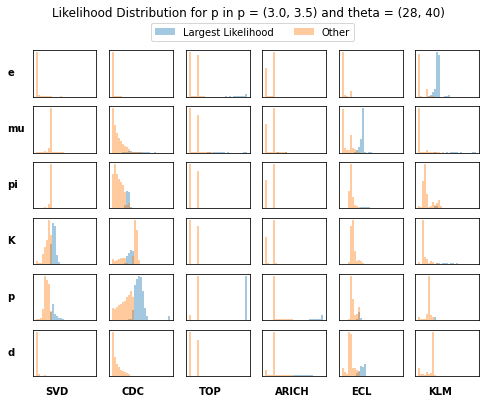 Likelihood Distribution for p in p = (3.0, 3.5) and theta = (28, 40)
Largest Likelihood Other
e
mu
pi
K
p
d
SVD CDC TOP ARICH ECL KLM